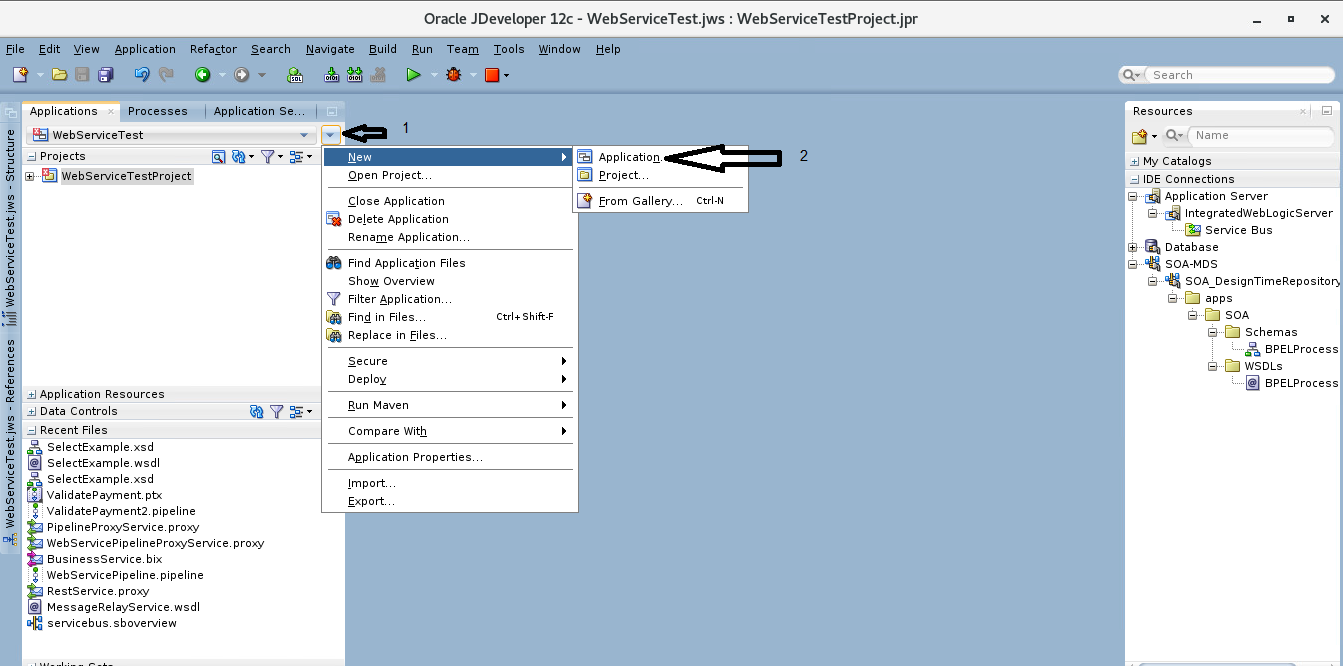 Oracle JDeveloper 12c - WebServiceTest.jws : WebServiceTestProject.jpr
File Edit View Application Refactor Search Navigate Build Run Team Tools Window Help
Search
Applications Processes Application Se...
WebServiceTest
1
Projects
WebServiceTestProject
WebServiceTest.jws - Structure
WebServiceTest.jws - References
New
Open Project...
Close Application
Delete Application
Rename Application...
Find Application Files
Show Overview
Filter Application...
Find in Files... Ctrl+Shift-F
Replace in Files...
Secure
Deploy
Run Maven
Compare With
Application Properties...
Import...
Export...
Application...
2
Project...
From Gallery... Ctrl-N
Application Resources
Data Controls
Recent Files
SelectExample.xsd
SelectExample.wsdl
SelectExample.xsd
ValidatePayment.ptx
ValidatePayment2.pipeline
PipelineProxyService.proxy
WebServicePipelineProxyService.proxy
BusinessService.bix
WebServicePipeline.pipeline
RestService.proxy
MessageRelayService.wsdl
servicebus.sboverview
Working Sets
Resources
Name
My Catalogs
IDE Connections
Application Server
IntegratedWebLogicServer
Service Bus
Database
SOA-MDS
SOA_DesignTimeRepository
apps
SOA
Schemas
BPELProcess
WSDLs
BPELProcess